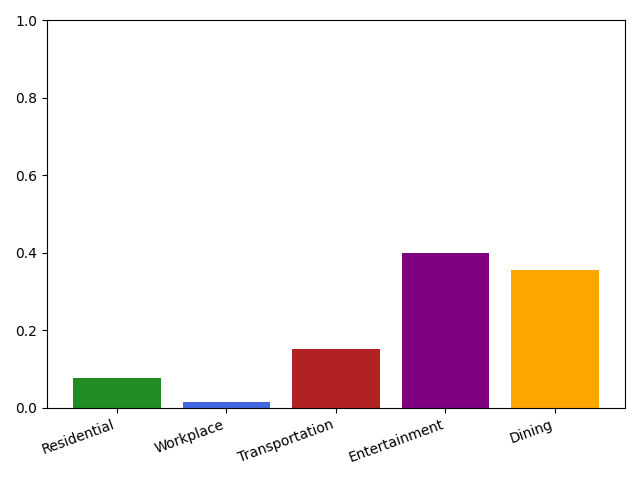 1.0
0.8
0.6
0.4
0.2
0.0
Residential
Workplace
Transportation
Entertainment
Dining